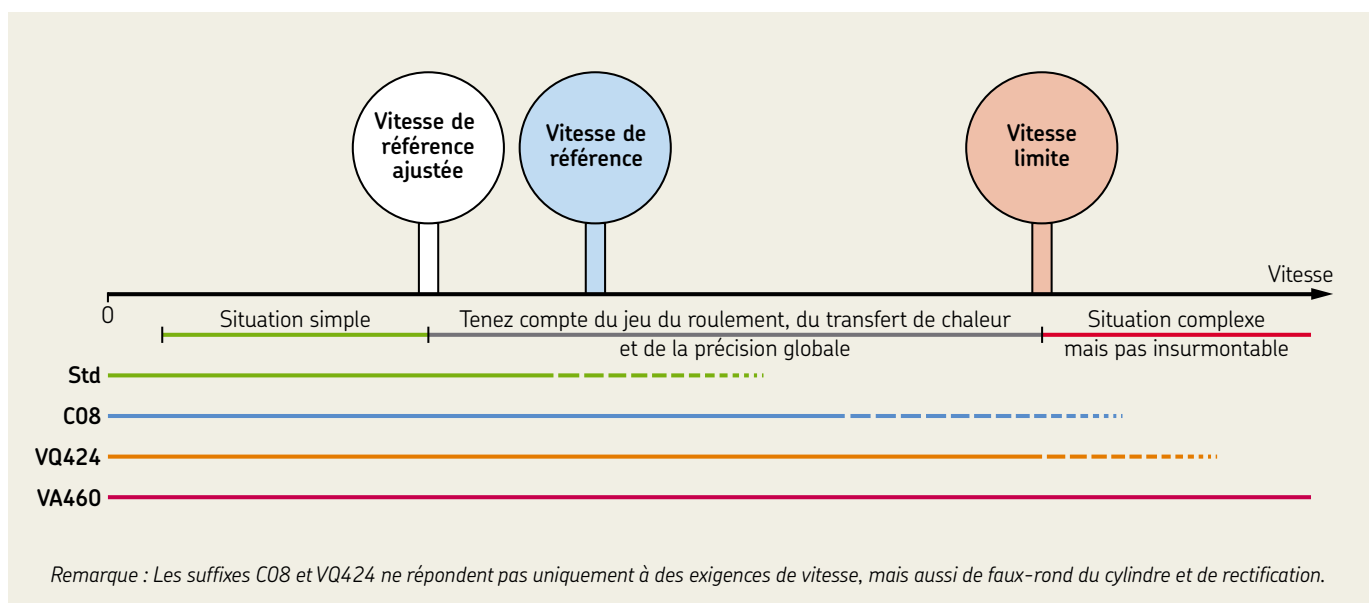 Vitesse de
référence
ajustée
Vitesse de
référence
Vitesse
limite
Vitesse
0
Situation simple
Tenez compte du jeu du roulement, du transfert de chaleur
et de la précision globale
Situation complexe
mais pas insurmontable
Std
C08
VQ424
VA460
Remarque : Les suffixes C08 et VQ424 ne répondent pas uniquement à des exigences de vitesse, mais aussi de faux-rond du cylindre et de rectification.